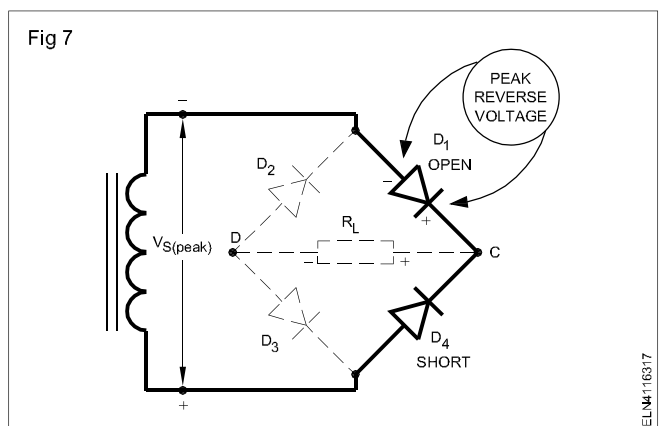 Fig 7
PEAK
REVERSE
VOLTAGE
−
D1
OPEN
−
+
D2
VS(peak)
D
RL
−
+
C
D3
D4
SHORT
+
ELN4116317